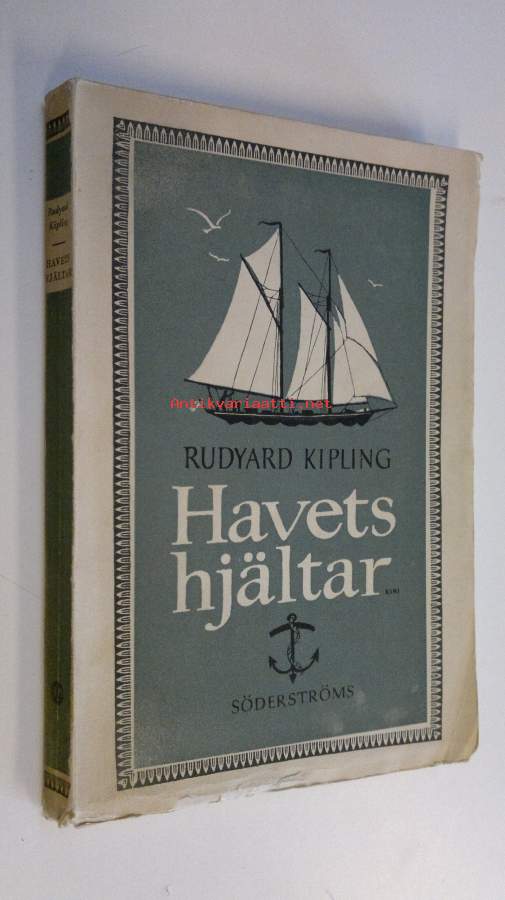 Rudyard
Kipling
HAVETS
HJÄLTAR
Antikvariaatti.net
RUDYARD KIPLING
Havets
hjältar
SÖDERSTRÖMS